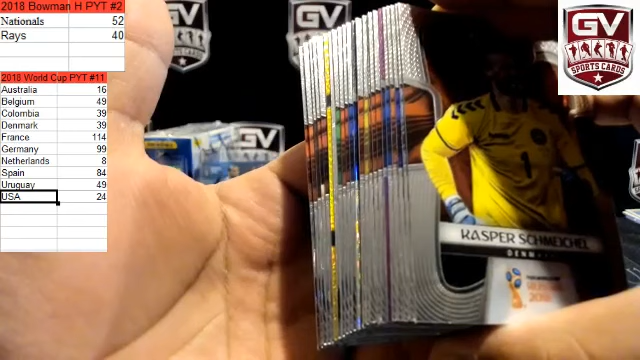 2018 Bowman H PYT #2
Nationals 52
Rays 40
2018 World Cup PYT #11
Australia 16
Belgium 49
Colombia 39
Denmark 39
France 114
Germany 99
Netherlands 8
Spain 84
Uruguay 49
USA 24
GV
SPORTS CARDS
GV
1
KASPER SCHMEICHEL